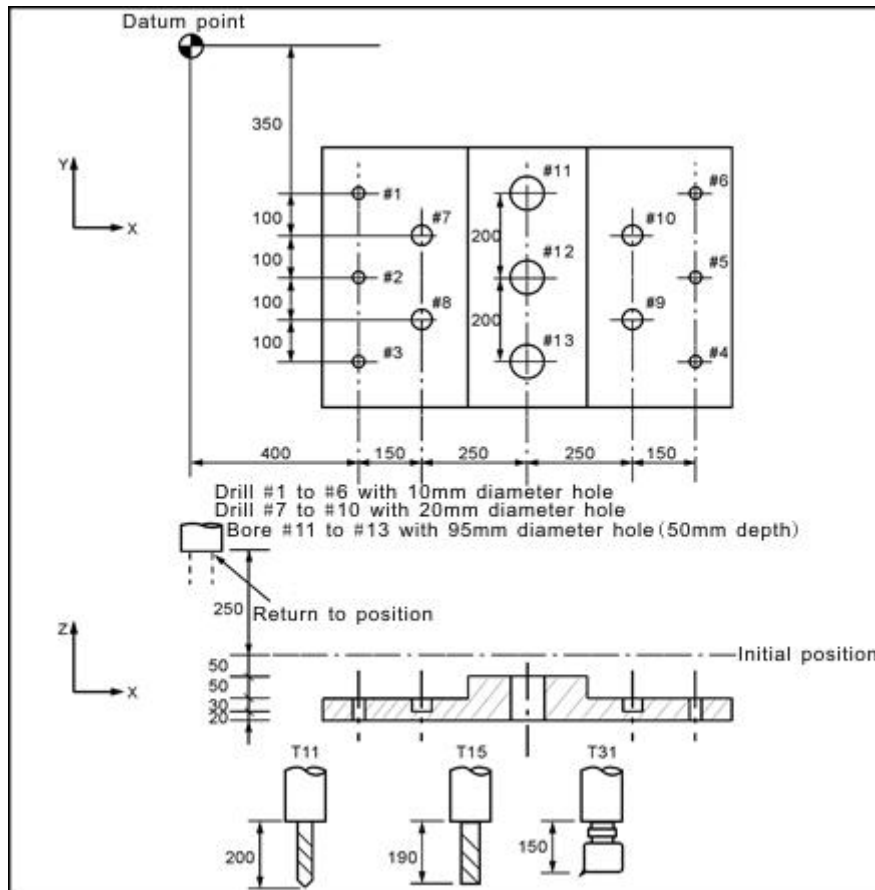 Datum point
350
Y
X
#1
#11
#6
100
#7
200
#10
100
#2
#12
#5
100
#8
200
#9
100
#3
#13
#4
400
150
250
250
150
Drill #1 to #6 with 10mm diameter hole
Drill #7 to #10 with 20mm diameter hole
Bore #11 to #13 with 95mm diameter hole(50mm depth)
250
Return to position
Z
X
Initial position
50
50
30
20
T11
T15
T31
200
190
150